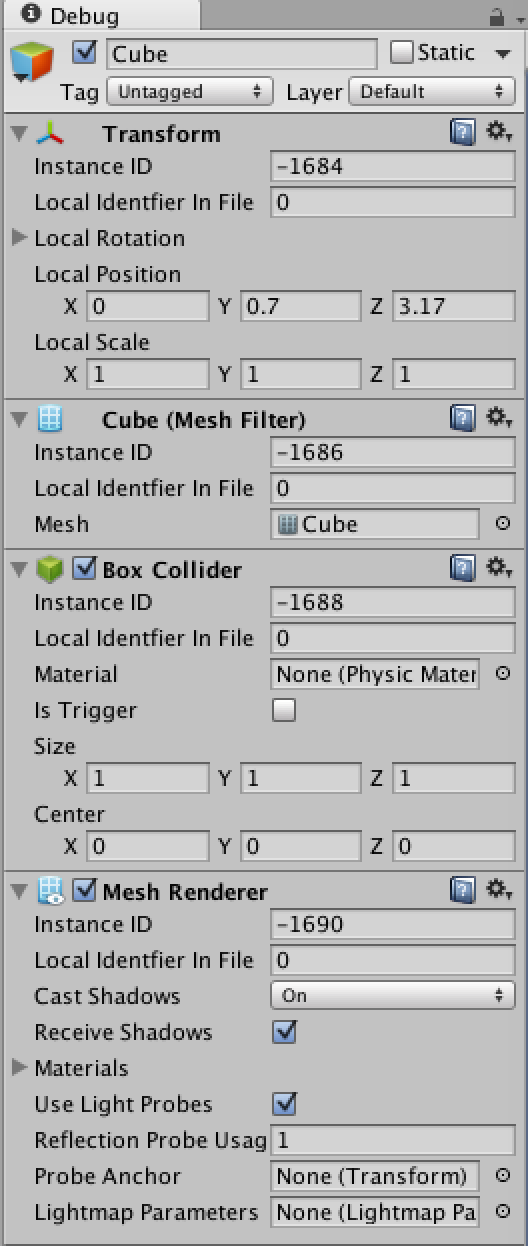 Debug
Cube Static
Tag Untagged Layer Default
Transform
Instance ID -1684
Local Identfier In File 0
Local Rotation
Local Position
X 0 Y 0.7 Z 3.17
Local Scale
X 1 Y 1 Z 1
Cube (Mesh Filter)
Instance ID -1686
Local Identfier In File 0
Mesh Cube
Box Collider
Instance ID -1688
Local Identfier In File 0
Material None (Physic Mater
Is Trigger
Size
X 1 Y 1 Z 1
Center
X 0 Y 0 Z 0
Mesh Renderer
Instance ID -1690
Local Identfier In File 0
Cast Shadows On
Receive Shadows
Materials
Use Light Probes
Reflection Probe Usag 1
Probe Anchor None (Transform)
Lightmap Parameters None (Lightmap Pa